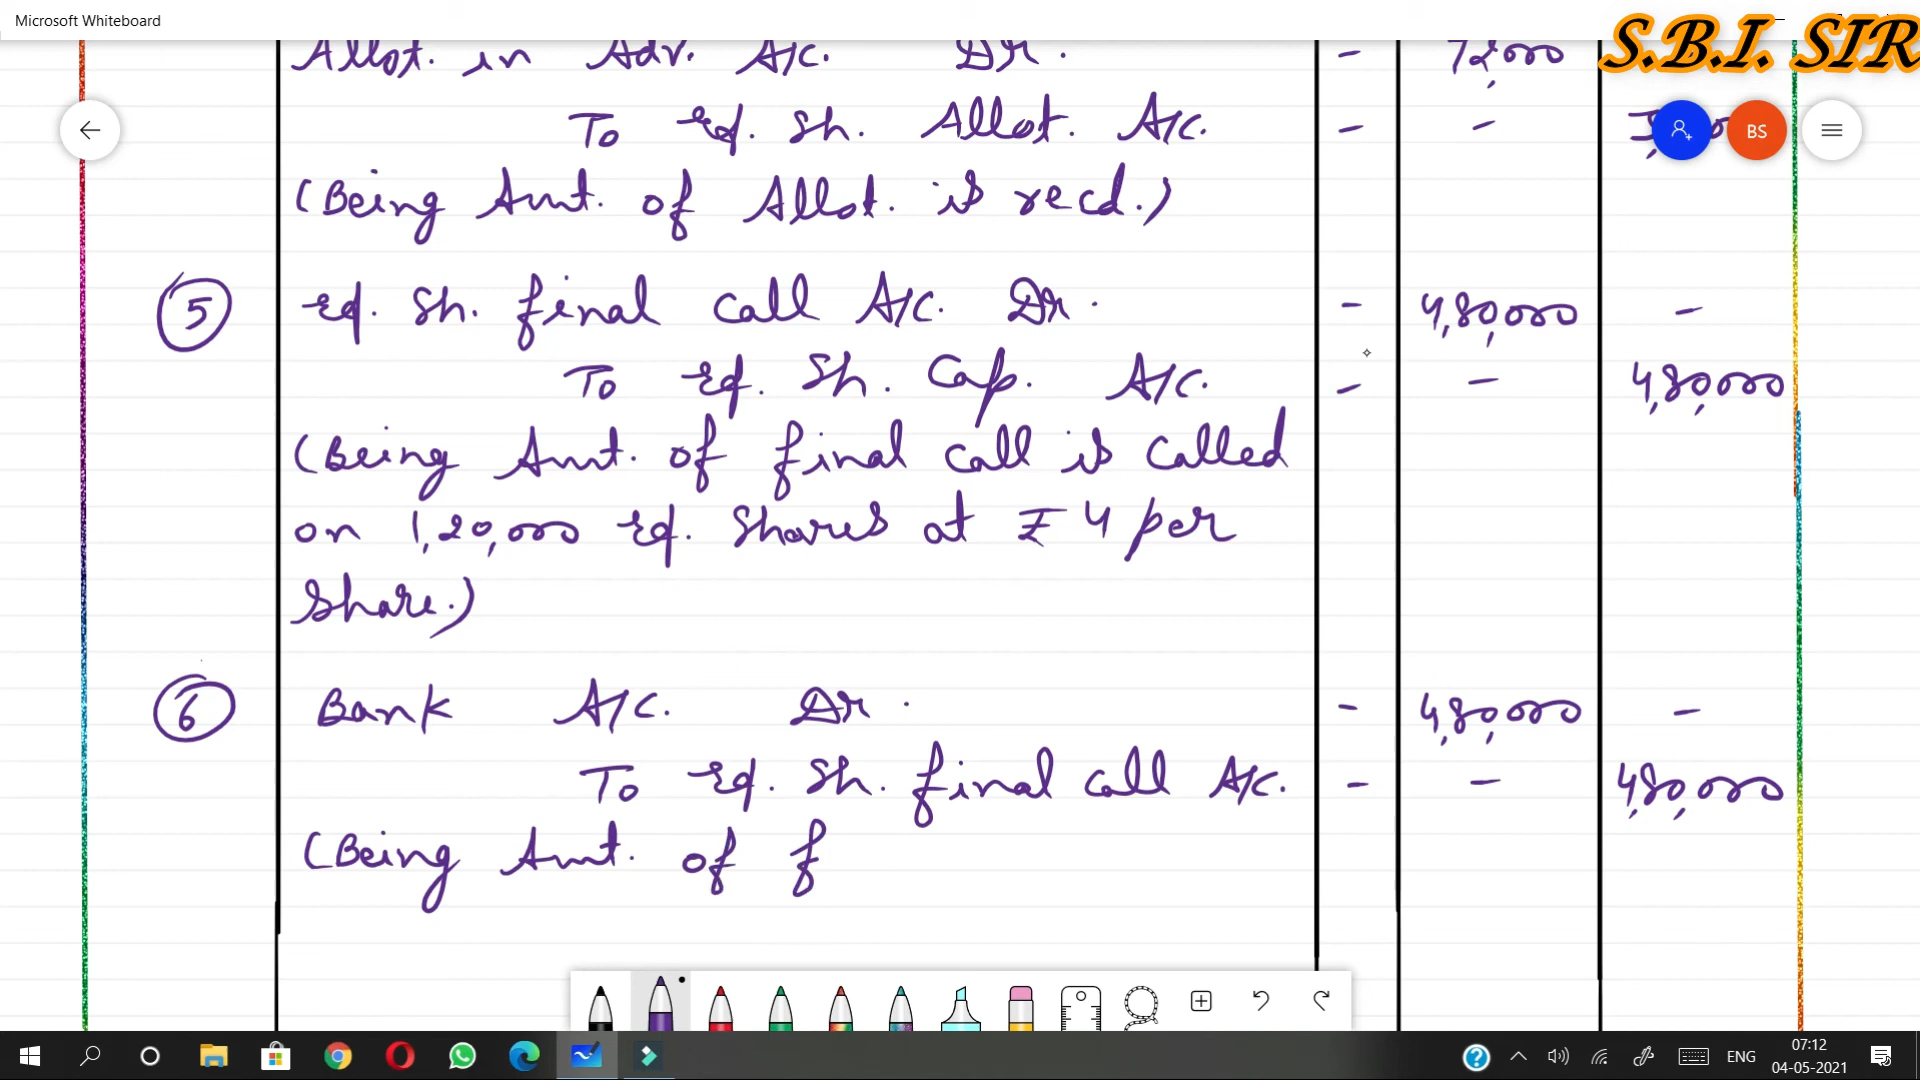 Microsoft Whiteboard
S.B.I. SIR
Allot. in Adv. A/c. Dr. - 72,000
To eq. Sh. Allot. A/c. - -
BS
(Being Amt. of Allot. is recd.)
5 eq. Sh. final call A/c. Dr. - 4,80,000 -
To eq. Sh. Cap. A/c. - - 4,80,000
(Being Amt. of final call is called
on 1,20,000 eq. Shares at ₹ 4 per
Share.)
6 Bank A/c. Dr. - 4,80,000 -
To eq. Sh. final call A/c. - - 4,80,000
(Being Amt. of f
ENG
07:12
04-05-2021